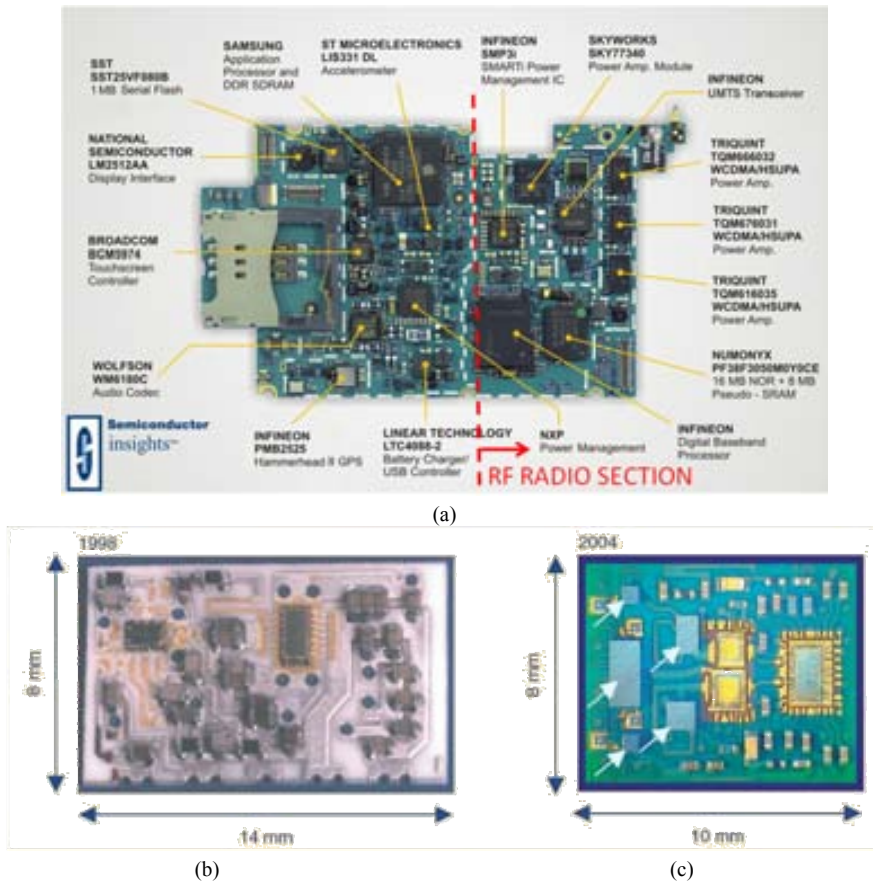 SST
SST25VF080B
1 MB Serial Flash
SAMSUNG
Application
Processor and
DDR SDRAM
ST MICROELECTRONICS
LIS331 DL
Accelerometer
INFINEON
SMP3i
SMARTi Power
Management IC
SKYWORKS
SKY77340
Power Amp. Module
INFINEON
UMTS Transceiver
NATIONAL
SEMICONDUCTOR
LM2512AA
Display Interface
TRIQUINT
TQM666032
WCDMA/HSUPA
Power Amp.
BROADCOM
BCM5974
Touchscreen
Controller
TRIQUINT
TQM676031
WCDMA/HSUPA
Power Amp.
TRIQUINT
TQM616035
WCDMA/HSUPA
Power Amp.
WOLFSON
WM6180C
Audio Codec
NUMONYX
PF38F3050M0Y0CE
16 MB NOR + 8 MB
Pseudo - SRAM
S
Semiconductor
insights™
INFINEON
PMB2525
Hammerhead II GPS
LINEAR TECHNOLOGY
LTC4088-2
Battery Charger/
USB Controller
NXP
Power Management
INFINEON
Digital Baseband
Processor
RF RADIO SECTION
(a)
1998
8 mm
14 mm
(b)
2004
8 mm
10 mm
(c)